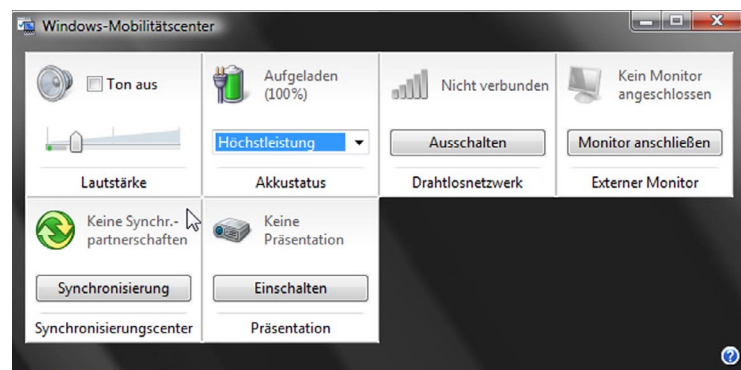 Windows-Mobilitätscenter
Ton aus
Lautstärke
Aufgeladen
(100%)
Höchstleistung
Akkustatus
Nicht verbunden
Ausschalten
Drahtlosnetzwerk
Kein Monitor
angeschlossen
Monitor anschließen
Externer Monitor
Keine Synchr.-
partnerschaften
Synchronisierung
Synchronisierungscenter
Keine
Präsentation
Einschalten
Präsentation